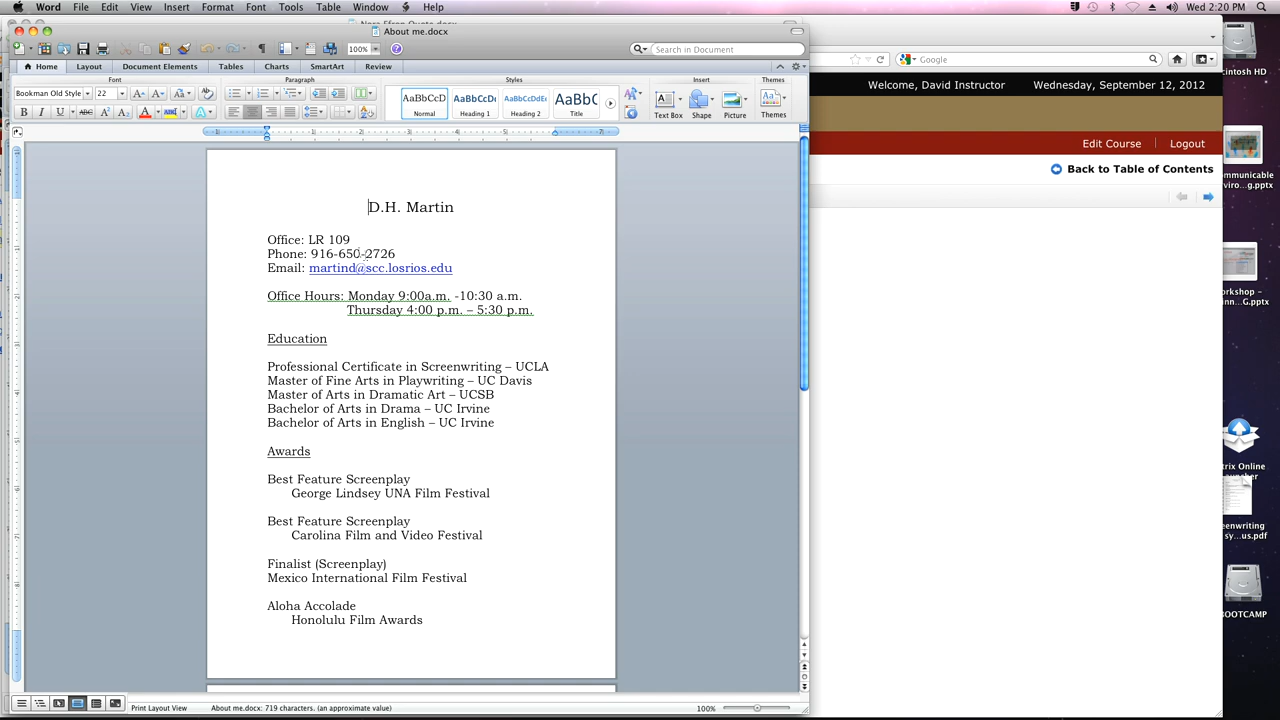 Word File Edit View Insert Format Font Tools Table Window Help
Wed 2:20 PM
About me.docx
100%
Search in Document
Home Layout Document Elements Tables Charts SmartArt Review
Font Paragraph Styles Insert Themes
Bookman Old Style 22
AaBbCcD AaBbCcDc AaBbCcDdEe AaBbC
Normal Heading 1 Heading 2 Title Text Box Shape Picture Themes
D.H. Martin
Office: LR 109
Phone: 916-650-2726
Email: martind@scc.losrios.edu
Office Hours: Monday 9:00a.m. -10:30 a.m.
Thursday 4:00 p.m. – 5:30 p.m.
Education
Professional Certificate in Screenwriting – UCLA
Master of Fine Arts in Playwriting – UC Davis
Master of Arts in Dramatic Art – UCSB
Bachelor of Arts in Drama – UC Irvine
Bachelor of Arts in English – UC Irvine
Awards
Best Feature Screenplay
George Lindsey UNA Film Festival
Best Feature Screenplay
Carolina Film and Video Festival
Finalist (Screenplay)
Mexico International Film Festival
Aloha Accolade
Honolulu Film Awards
Print Layout View About me.docx: 719 characters. (an approximate value) 100%
Google
Welcome, David Instructor Wednesday, September 12, 2012
Edit Course Logout
Back to Table of Contents
BOOTCAMP